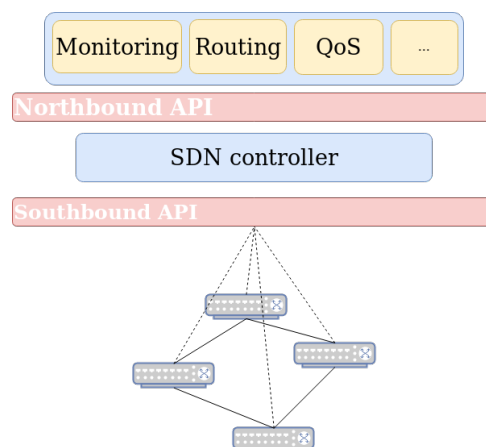 Monitoring Routing QoS ...
Northbound API
SDN controller
Southbound API